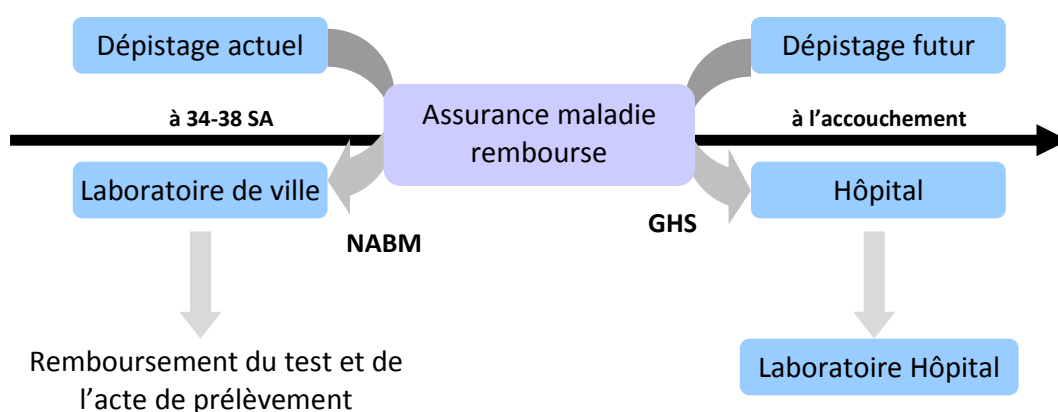 Dépistage actuel
Dépistage futur
à 34-38 SA
Assurance maladie
rembourse
à l’accouchement
Laboratoire de ville
Hôpital
NABM
GHS
Remboursement du test et de
l’acte de prélèvement
Laboratoire Hôpital